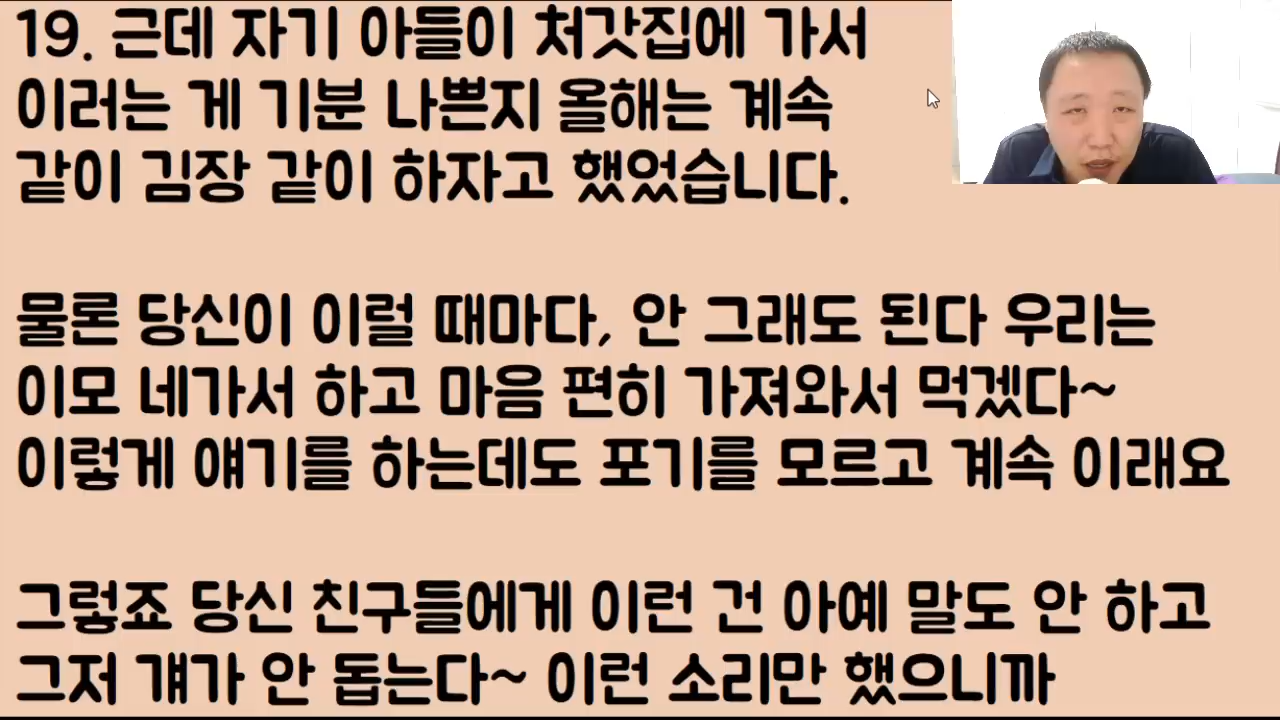 19. 근데 자기 아들이 처갓집에 가서
이러는 게 기분 나쁜지 올해는 계속
같이 김장 같이 하자고 했었습니다.
물론 당신이 이럴 때마다, 안 그래도 된다 우리는
이모 네가서 하고 마음 편히 가져와서 먹겠다~
이렇게 얘기를 하는데도 포기를 모르고 계속 이래요
그렇죠 당신 친구들에게 이런 건 아예 말도 안 하고
그저 걔가 안 돕는다~ 이런 소리만 했으니까